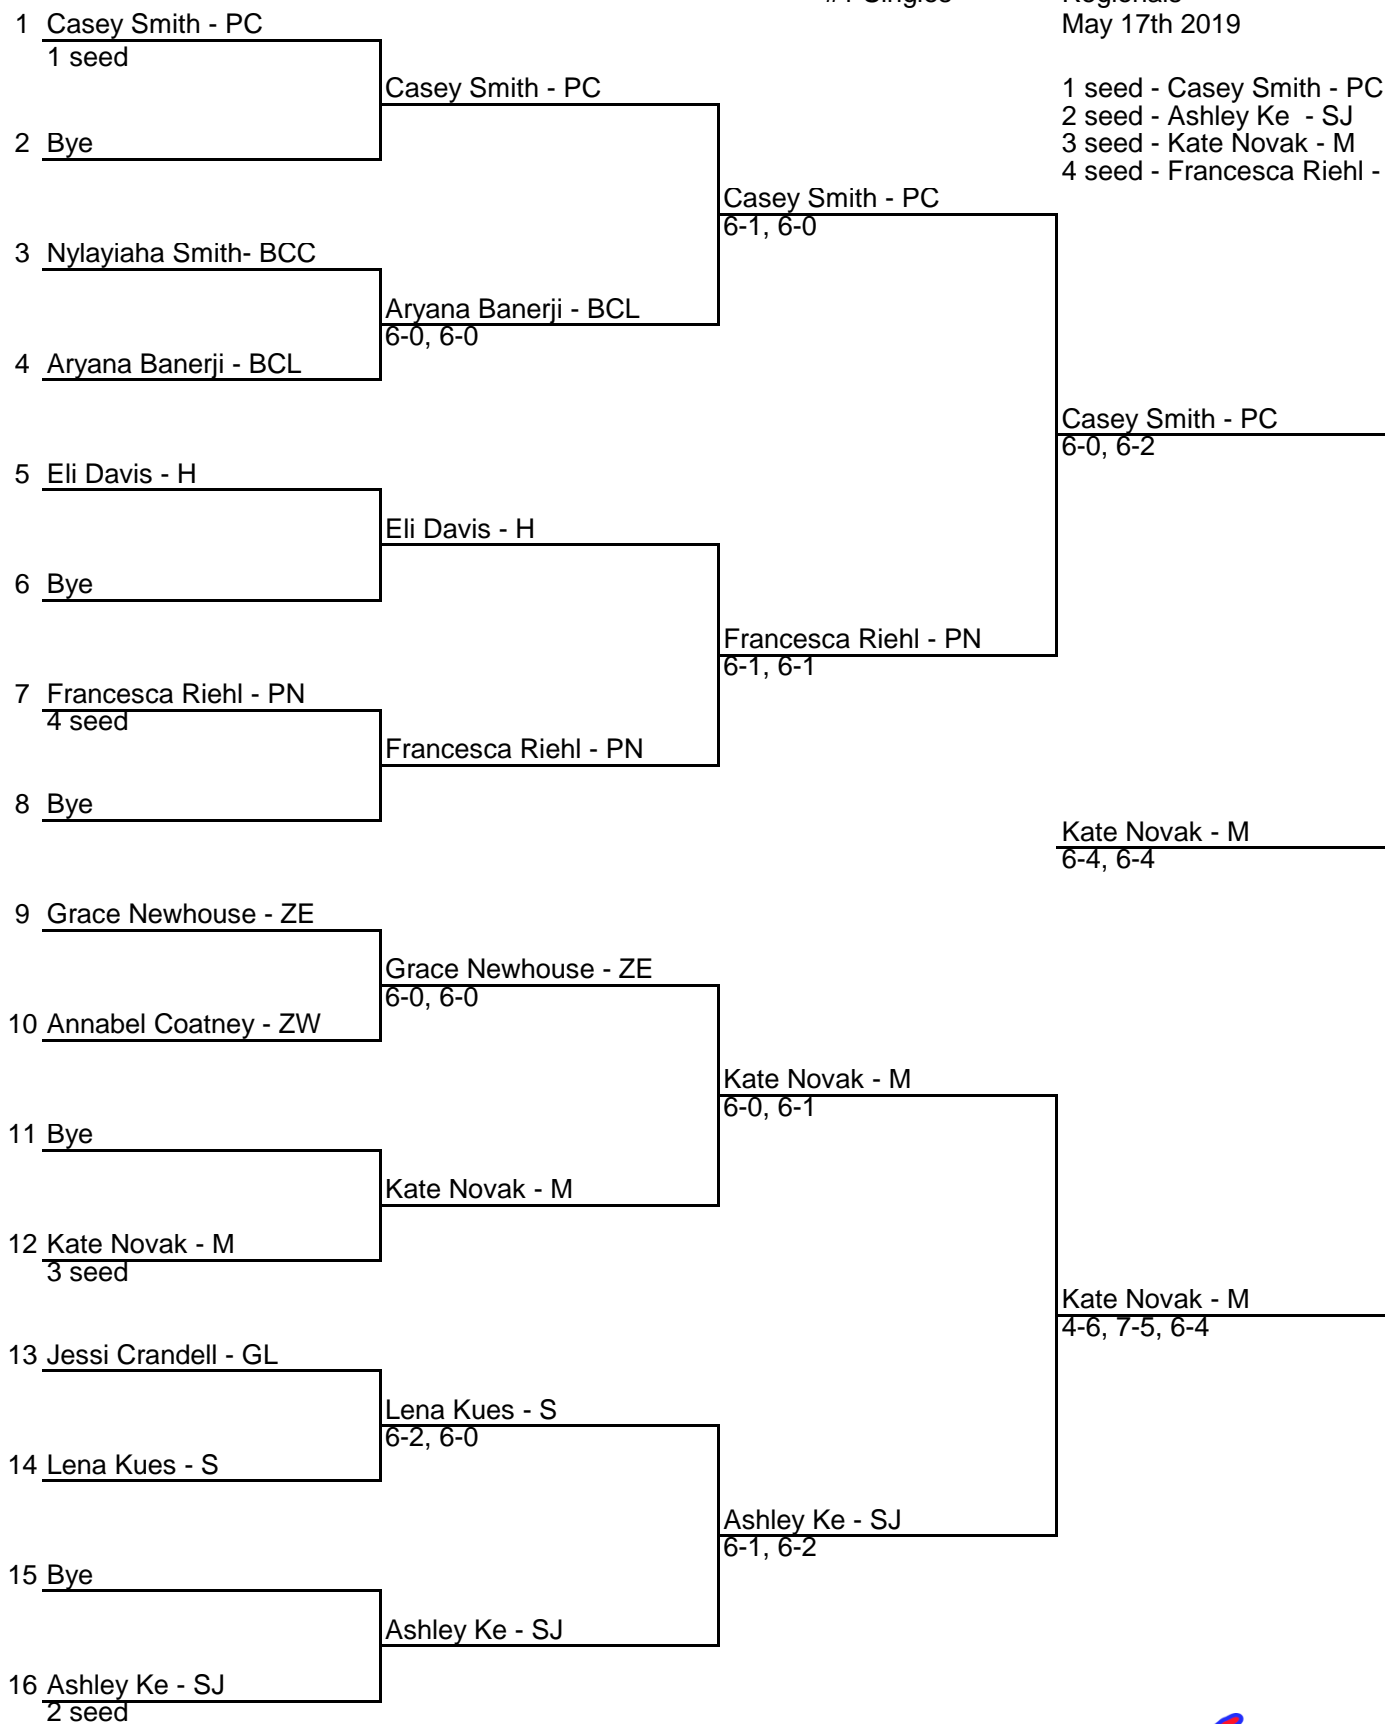 Regionals
May 17th 2019
1 seed - Casey Smith - PC
2 seed - Ashley Ke - SJ
3 seed - Kate Novak - M
4 seed - Francesca Riehl -
1 Casey Smith - PC
1 seed
Casey Smith - PC
2 Bye
Casey Smith - PC
6-1, 6-0
3 Nylayiaha Smith- BCC
Aryana Banerji - BCL
6-0, 6-0
4 Aryana Banerji - BCL
Casey Smith - PC
6-0, 6-2
5 Eli Davis - H
Eli Davis - H
6 Bye
Francesca Riehl - PN
6-1, 6-1
7 Francesca Riehl - PN
4 seed
Francesca Riehl - PN
8 Bye
Kate Novak - M
6-4, 6-4
9 Grace Newhouse - ZE
Grace Newhouse - ZE
6-0, 6-0
10 Annabel Coatney - ZW
Kate Novak - M
6-0, 6-1
11 Bye
Kate Novak - M
12 Kate Novak - M
3 seed
Kate Novak - M
4-6, 7-5, 6-4
13 Jessi Crandell - GL
Lena Kues - S
6-2, 6-0
14 Lena Kues - S
Ashley Ke - SJ
6-1, 6-2
15 Bye
Ashley Ke - SJ
16 Ashley Ke - SJ
2 seed